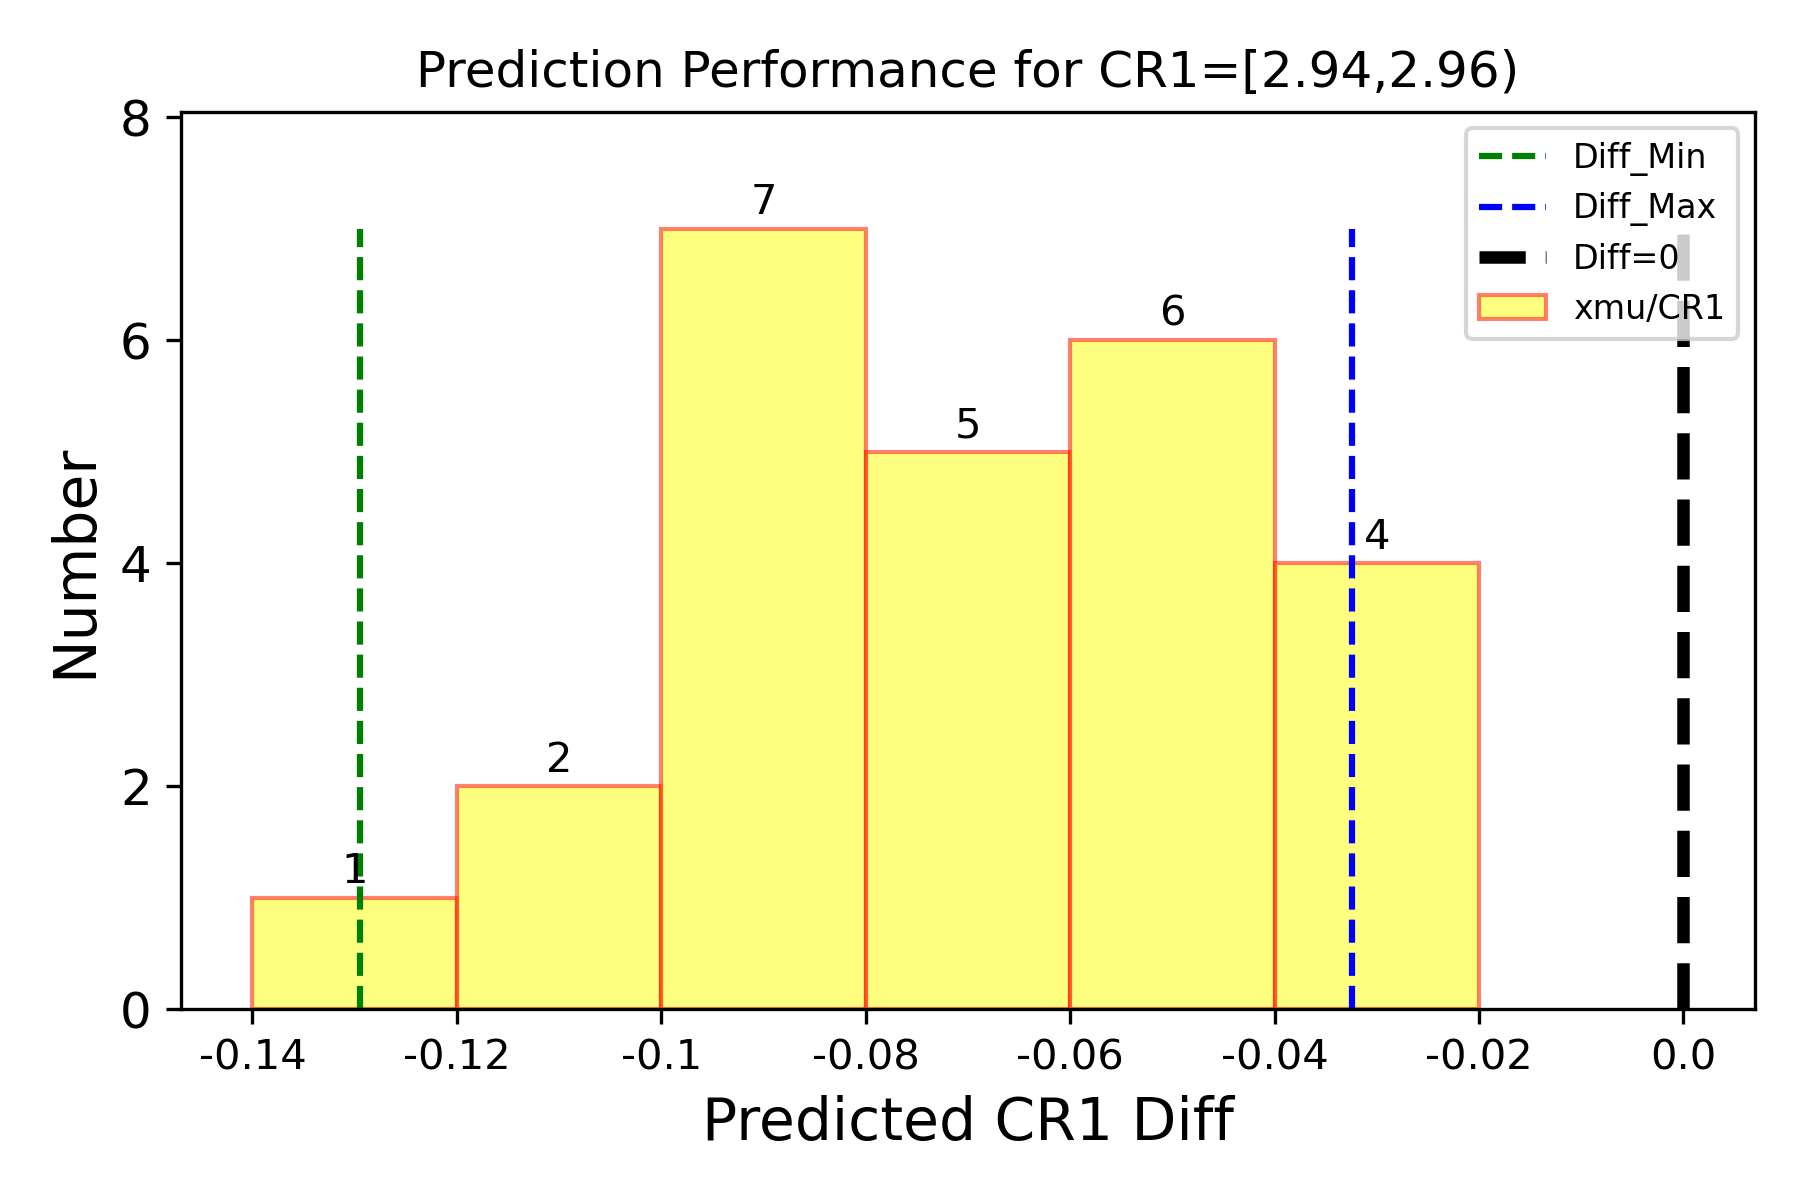 Prediction Performance for CR1=[2.94,2.96)
8
6
4
2
0
Number
7
6
5
4
2
1
Diff_Min
Diff_Max
Diff=0
xmu/CR1
-0.14 -0.12 -0.1 -0.08 -0.06 -0.04 -0.02 0.0
Predicted CR1 Diff